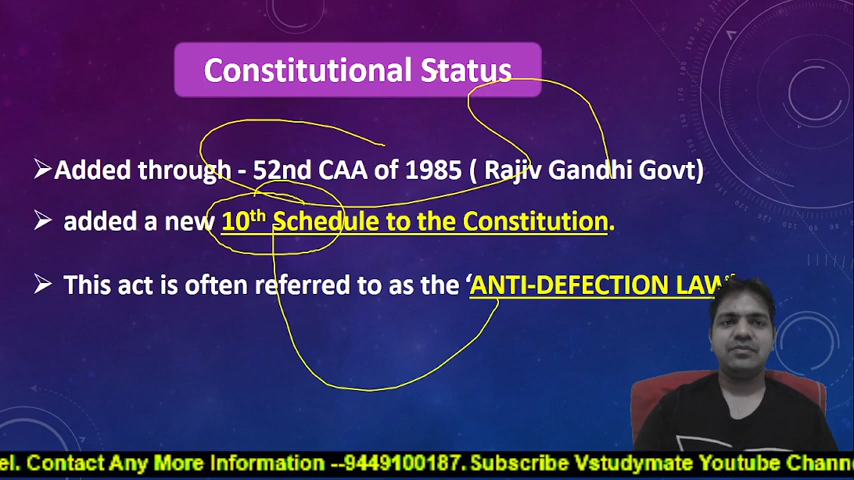 Constitutional Status
➢Added through - 52nd CAA of 1985 ( Rajiv Gandhi Govt)
➢ added a new 10th Schedule to the Constitution.
➢ This act is often referred to as the ‘ANTI-DEFECTION LAW’
el. Contact Any More Information --9449100187. Subscribe Vstudymate Youtube Chann